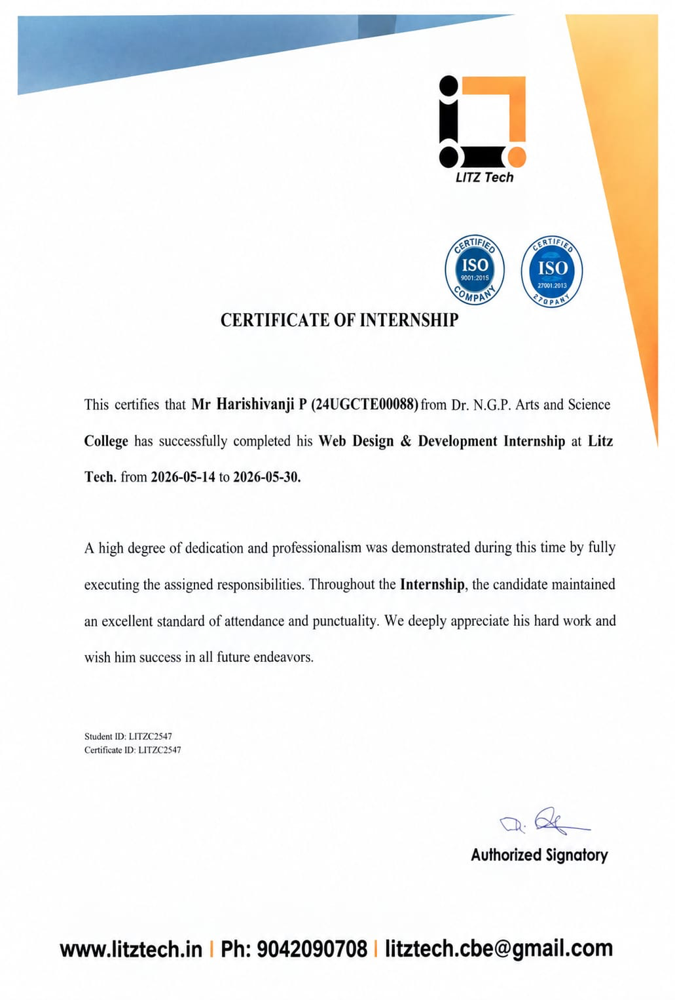 LITZ Tech
CERTIFIED
ISO
9001:2015
COMPANY
CERTIFIED
ISO
27001:2013
27QPANY
CERTIFICATE OF INTERNSHIP
This certifies that Mr Harishivanji P (24UGCTE00088) from Dr. N.G.P. Arts and Science
College has successfully completed his Web Design & Development Internship at Litz
Tech. from 2026-05-14 to 2026-05-30.
A high degree of dedication and professionalism was demonstrated during this time by fully
executing the assigned responsibilities. Throughout the Internship, the candidate maintained
an excellent standard of attendance and punctuality. We deeply appreciate his hard work and
wish him success in all future endeavors.
Student ID: LITZC2547
Certificate ID: LITZC2547
Authorized Signatory
www.litztech.in | Ph: 9042090708 | litztech.cbe@gmail.com